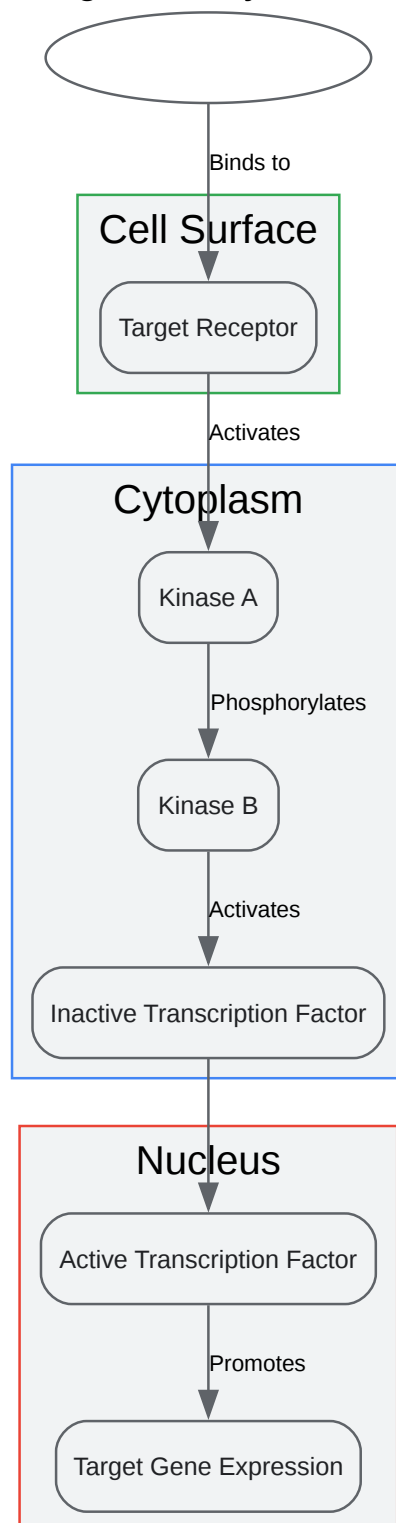 Binds to
Cell Surface
Target Receptor
Activates
Cytoplasm
Kinase A
Phosphorylates
Kinase B
Activates
Inactive Transcription Factor
Nucleus
Active Transcription Factor
Promotes
Target Gene Expression